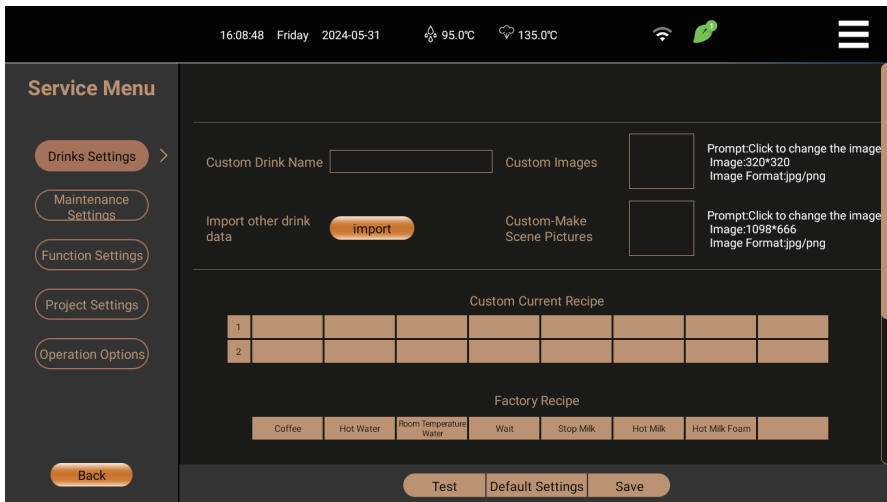 16:08:48 Friday 2024-05-31 95.0℃ 135.0℃ 1
Service Menu
Drinks Settings
Maintenance
Settings
Function Settings
Project Settings
Operation Options
Back
Custom Drink Name
Custom Images
Prompt:Click to change the image
Image:320*320
Image Format:jpg/png
Import other drink
data
import
Custom-Make
Scene Pictures
Prompt:Click to change the image
Image:1098*666
Image Format:jpg/png
Custom Current Recipe
1
2
Factory Recipe
Coffee Hot Water Room Temperature Water Wait Stop Milk Hot Milk Hot Milk Foam
Test Default Settings Save